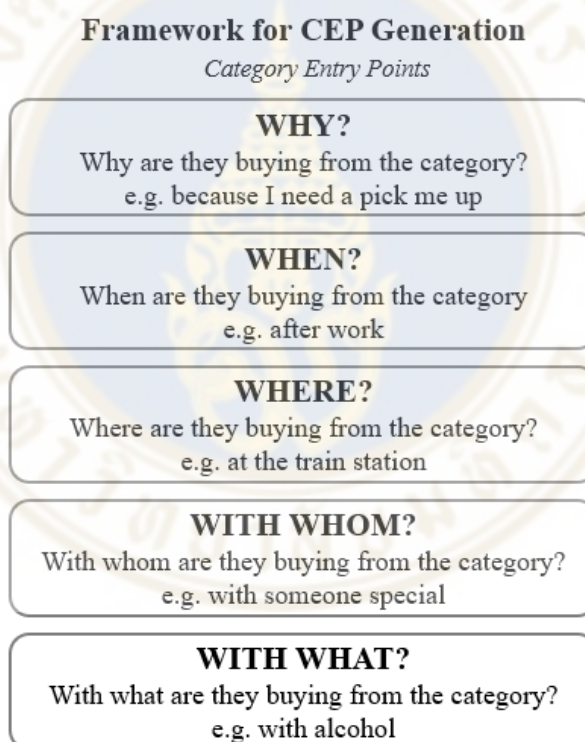 Framework for CEP Generation
Category Entry Points
WHY?
Why are they buying from the category?
e.g. because I need a pick me up
WHEN?
When are they buying from the category
e.g. after work
WHERE?
Where are they buying from the category?
e.g. at the train station
WITH WHOM?
With whom are they buying from the category?
e.g. with someone special
WITH WHAT?
With what are they buying from the category?
e.g. with alcohol